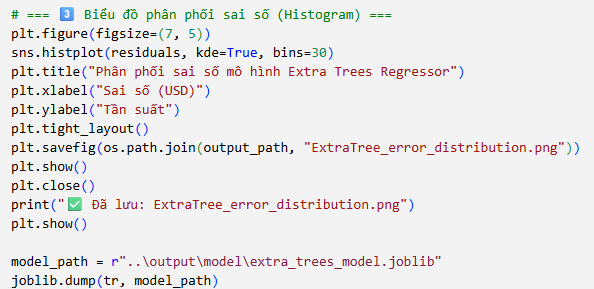 # === 3️⃣ Biểu đồ phân phối sai số (Histogram) ===
plt.figure(figsize=(7, 5))
sns.histplot(residuals, kde=True, bins=30)
plt.title("Phân phối sai số mô hình Extra Trees Regressor")
plt.xlabel("Sai số (USD)")
plt.ylabel("Tần suất")
plt.tight_layout()
plt.savefig(os.path.join(output_path, "ExtraTree_error_distribution.png"))
plt.show()
plt.close()
print("✅ Đã lưu: ExtraTree_error_distribution.png")
plt.show()
model_path = r"..\output\model\extra_trees_model.joblib"
joblib.dump(tr, model_path)